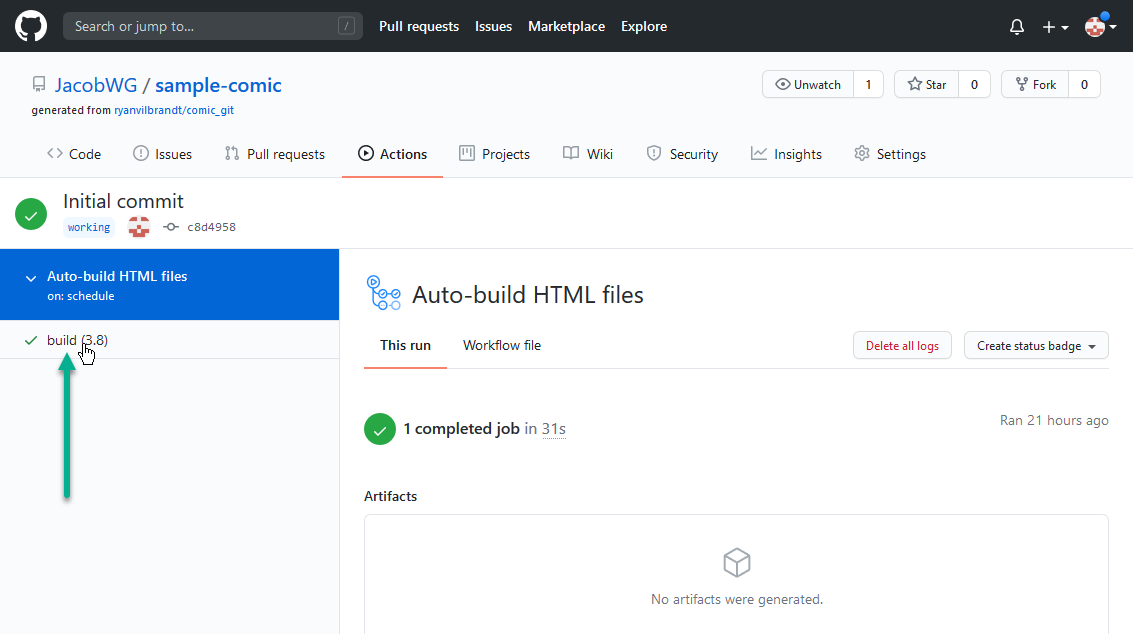 Search or jump to... / Pull requests Issues Marketplace Explore
JacobWG / sample-comic Unwatch 1 Star 0 Fork 0
generated from ryanvilbrandt/comic_git
Code Issues Pull requests Actions Projects Wiki Security Insights Settings
Initial commit
working c8d4958
Auto-build HTML files
on: schedule
build (3.8)
Auto-build HTML files
This run Workflow file Delete all logs Create status badge
1 completed job in 31s Ran 21 hours ago
Artifacts
No artifacts were generated.